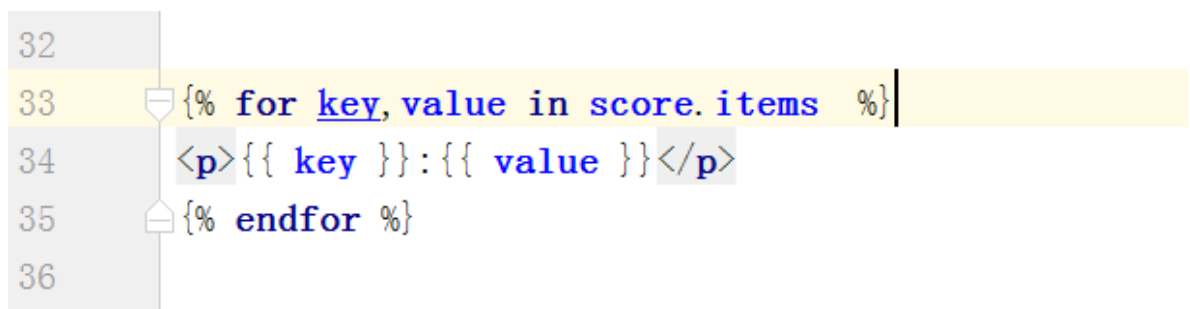 32
33 {% for key,value in score.items  %}
34 <p>{{ key }}:{{ value }}</p>
35 {% endfor %}
36